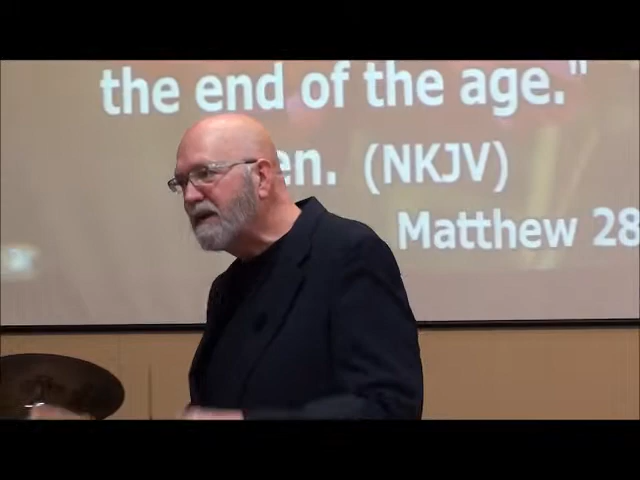 the end of the age."
en. (NKJV)
Matthew 28